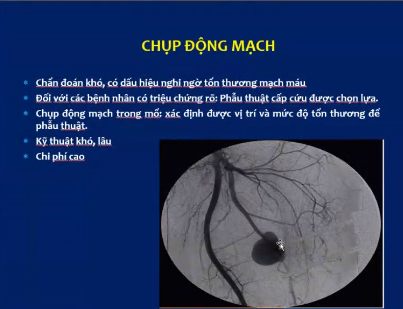 CHỤP ĐỘNG MẠCH
Chẩn đoán khó, có dấu hiệu nghi ngờ tổn thương mạch máu
Đối với các bệnh nhân có triệu chứng rõ: Phẫu thuật cấp cứu được chọn lựa.
Chụp động mạch trong mổ: xác định được vị trí và mức độ tổn thương để
phẫu thuật.
Kỹ thuật khó, lâu
Chi phí cao